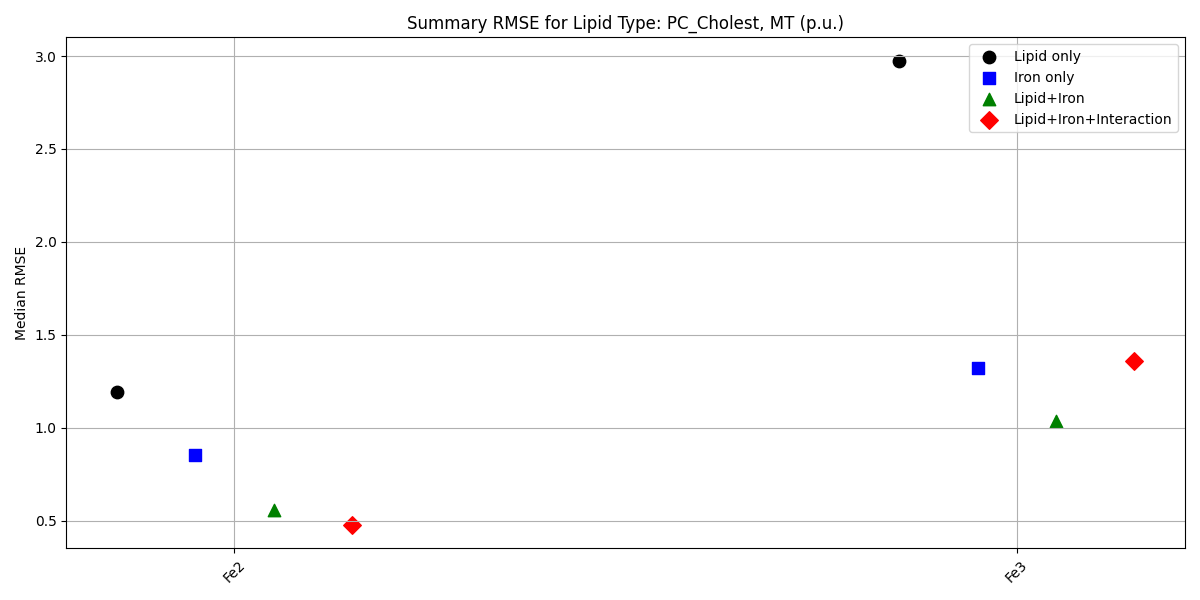 Summary RMSE for Lipid Type: PC_Cholest, MT (p.u.)
3.0
2.5
2.0
1.5
1.0
0.5
Median RMSE
Lipid only
Iron only
Lipid+Iron
Lipid+Iron+Interaction
Fe2
Fe3